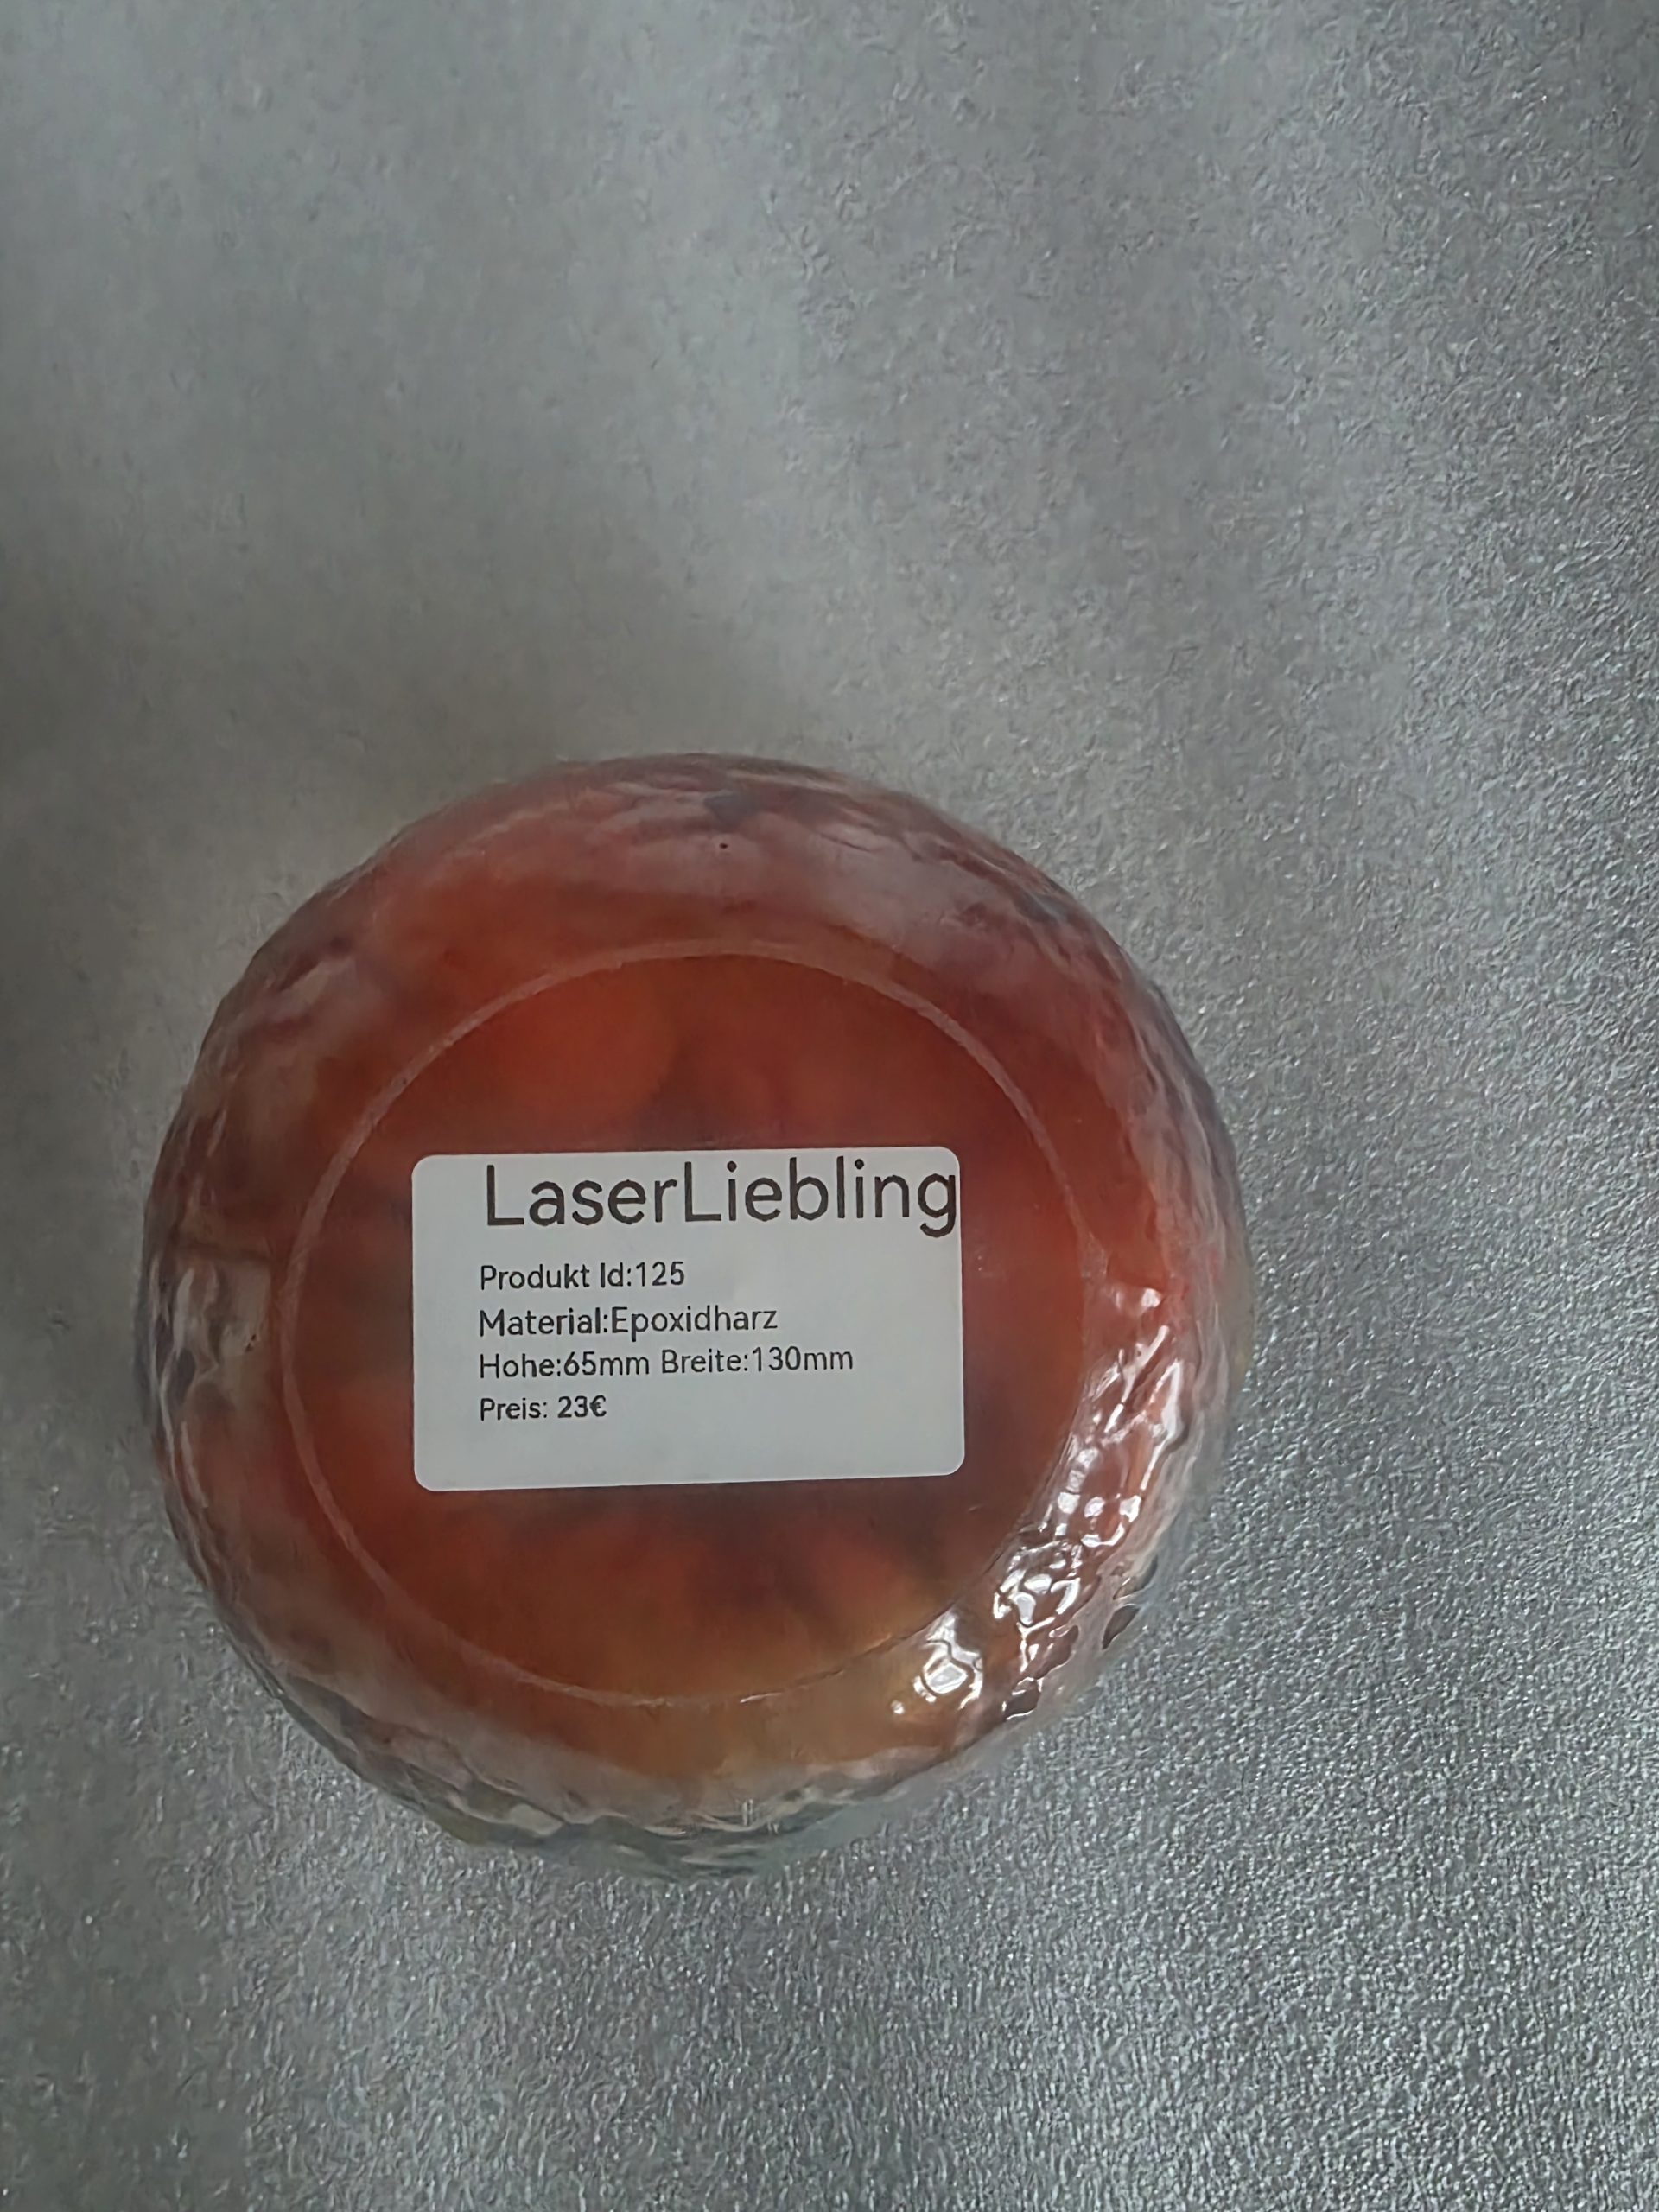 LaserLiebling
Produkt Id:125
Material:Epoxidharz
Hohe:65mm Breite:130mm
Preis: 23€